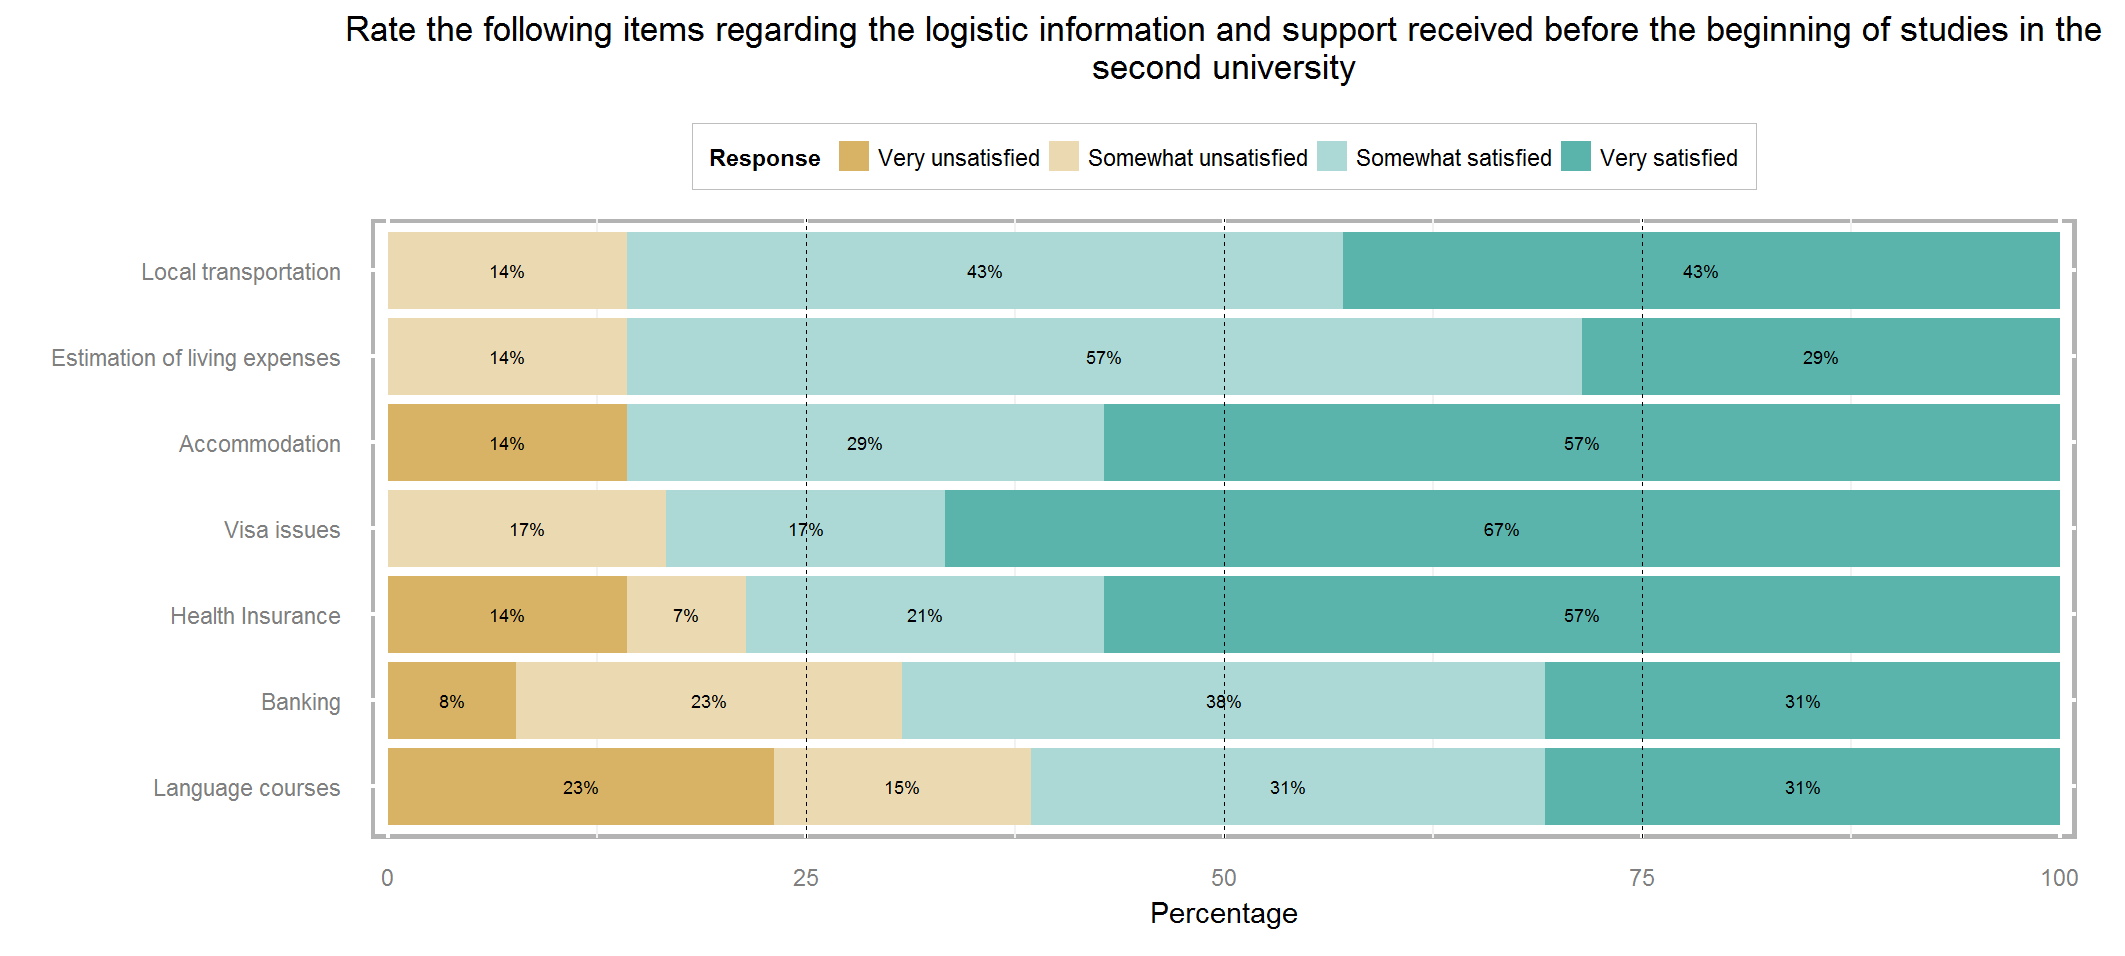 Rate the following items regarding the logistic information and support received before the beginning of studies in the
second university
Response Very unsatisfied Somewhat unsatisfied Somewhat satisfied Very satisfied
Local transportation 14% 43% 43%
Estimation of living expenses 14% 57% 29%
Accommodation 14% 29% 57%
Visa issues 17% 17% 67%
Health Insurance 14% 7% 21% 57%
Banking 8% 23% 38% 31%
Language courses 23% 15% 31% 31%
0 25 50 75 100
Percentage